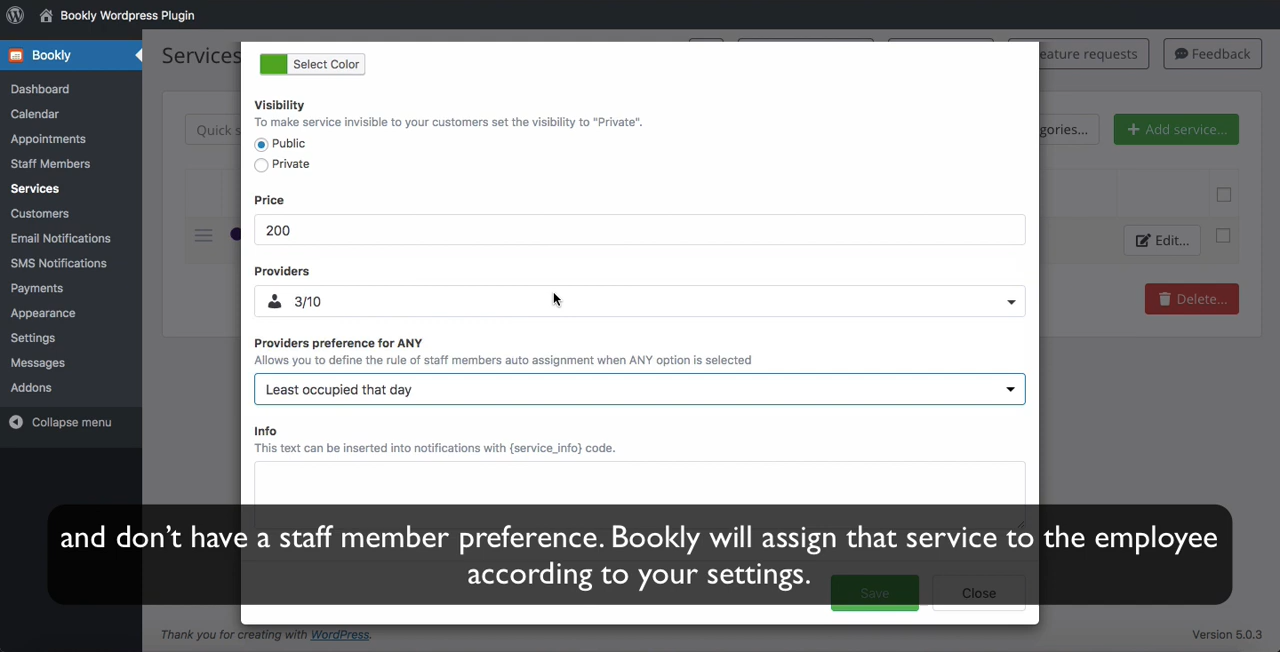 Bookly Wordpress Plugin
Bookly
Dashboard
Calendar
Appointments
Staff Members
Services
Customers
Email Notifications
SMS Notifications
Payments
Appearance
Settings
Messages
Addons
Collapse menu
Services
eature requests
Feedback
Quick s
gories...
Add service...
Edit...
Delete...
Select Color
Visibility
To make service invisible to your customers set the visibility to "Private".
Public
Private
Price
200
Providers
3/10
Providers preference for ANY
Allows you to define the rule of staff members auto assignment when ANY option is selected
Least occupied that day
Info
This text can be inserted into notifications with {service_info} code.
and don't have a staff member preference. Bookly will assign that service to the employee
according to your settings.
Save
Close
Thank you for creating with WordPress.
Version 5.0.3